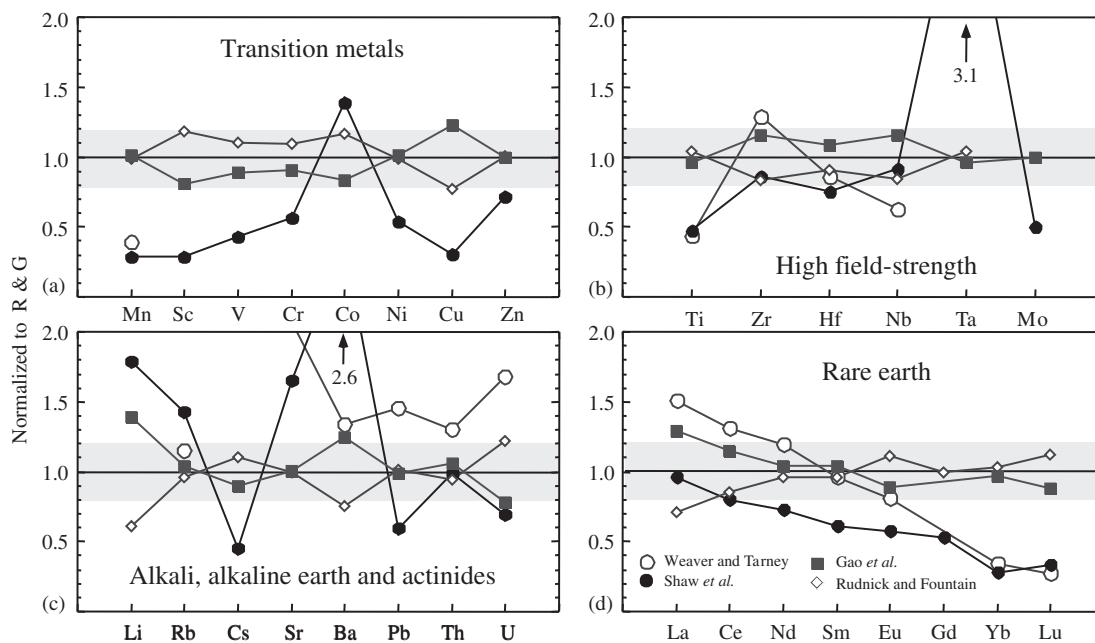 Normalized to R & G
2.0
1.5
1.0
0.5
Transition metals
(a)
Mn Sc V Cr Co Ni Cu Zn
2.0
1.5
1.0
0.5
3.1
High field-strength
(b)
Ti Zr Hf Nb Ta Mo
2.0
1.5
1.0
0.5
2.6
Alkali, alkaline earth and actinides
(c)
Li Rb Cs Sr Ba Pb Th U
2.0
1.5
1.0
0.5
Rare earth
Weaver and Tarney
Shaw et al.
Gao et al.
Rudnick and Fountain
(d)
La Ce Nd Sm Eu Gd Yb Lu